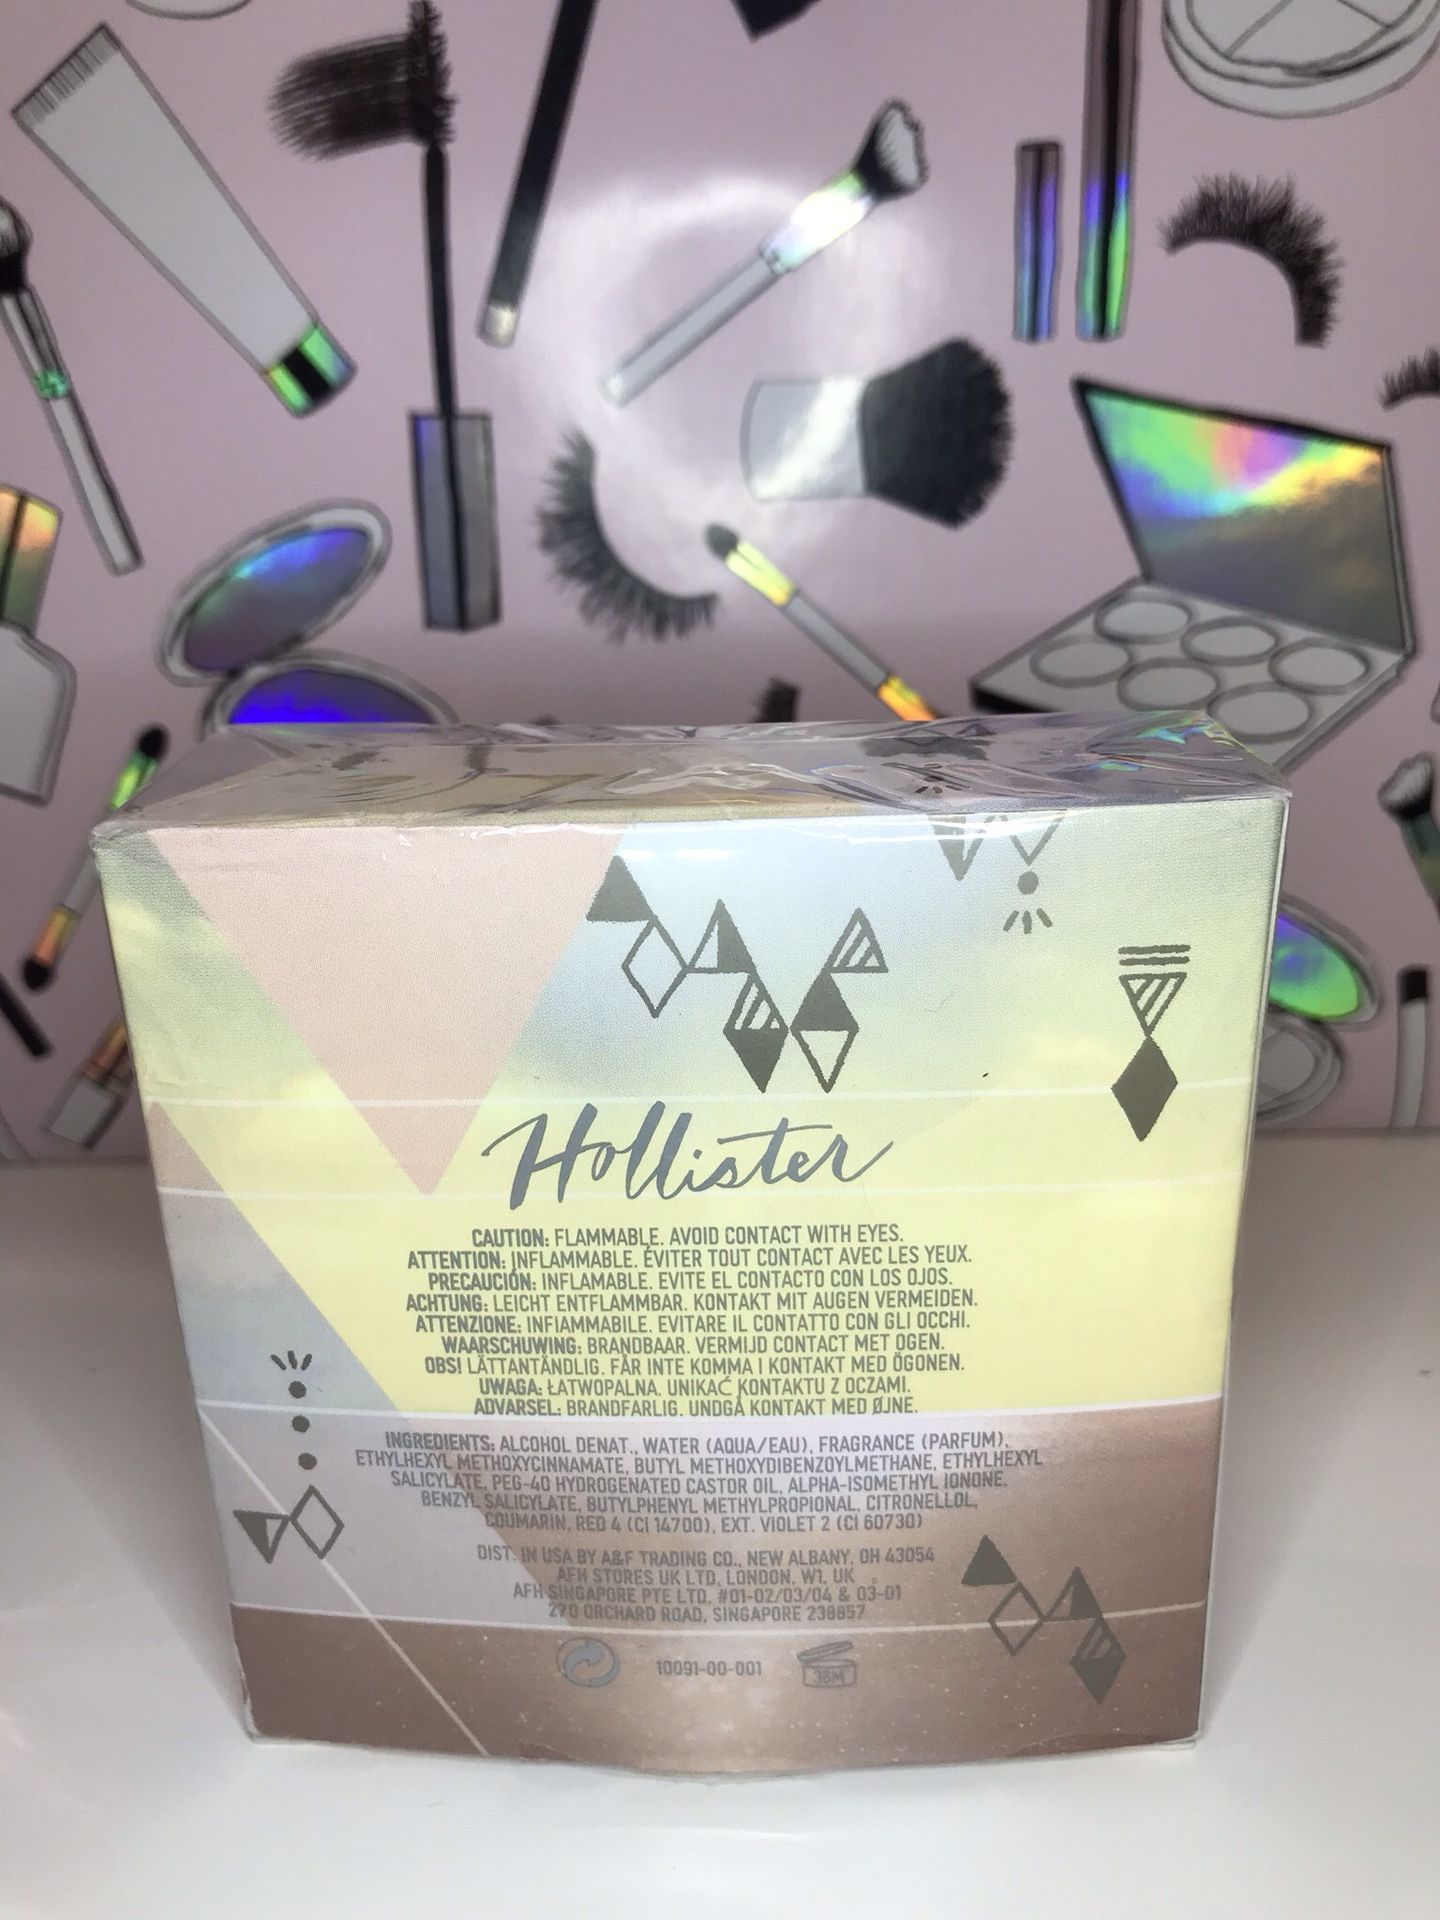 Hollister
CAUTION: FLAMMABLE. AVOID CONTACT WITH EYES.
ATTENTION: INFLAMMABLE. ÉVITER TOUT CONTACT AVEC LES YEUX.
PRECAUCIÓN: INFLAMABLE. EVITE EL CONTACTO CON LOS OJOS.
ACHTUNG: LEICHT ENTFLAMMBAR. KONTAKT MIT AUGEN VERMEIDEN.
ATTENZIONE: INFIAMMABILE. EVITARE IL CONTATTO CON GLI OCCHI.
WAARSCHUWING: BRANDBAAR. VERMIJD CONTACT MET OGEN.
OBS! LÄTTANTÄNDLIG. FÅR INTE KOMMA I KONTAKT MED ÖGONEN.
UWAGA: ŁATWOPALNA. UNIKAĆ KONTAKTU Z OCZAMI.
ADVARSEL: BRANDFARLIG. UNDGÅ KONTAKT MED ØJNE.
INGREDIENTS: ALCOHOL DENAT., WATER (AQUA/EAU), FRAGRANCE (PARFUM),
ETHYLHEXYL METHOXYCINNAMATE, BUTYL METHOXYDIBENZOYLMETHANE, ETHYLHEXYL
SALICYLATE, PEG-40 HYDROGENATED CASTOR OIL, ALPHA-ISOMETHYL IONONE,
BENZYL SALICYLATE, BUTYLPHENYL METHYLPROPIONAL, CITRONELLOL,
COUMARIN, RED 4 (CI 14700), EXT. VIOLET 2 (CI 60730)
DIST. IN USA BY A&F TRADING CO., NEW ALBANY, OH 43054
AFH STORES UK LTD, LONDON, W1, UK
AFH SINGAPORE PTE LTD, #01-02/03/04 & 03-01
270 ORCHARD ROAD, SINGAPORE 238857
10091-00-001
36M